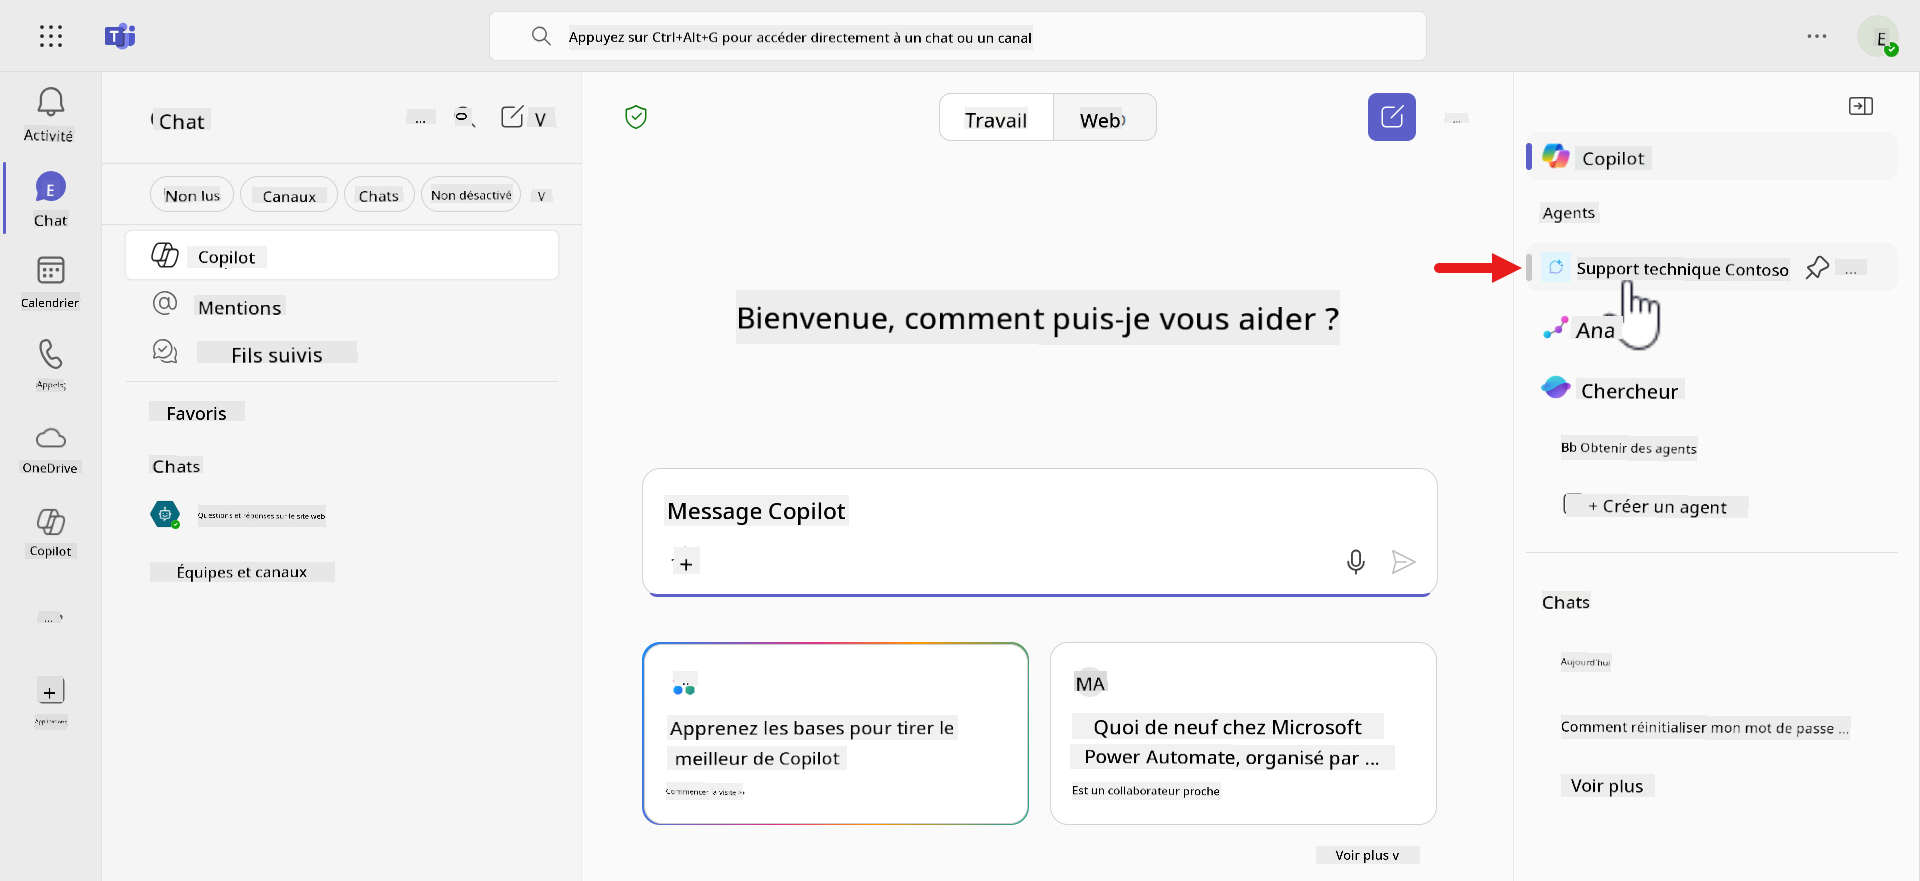 Appuyez sur Ctrl+Alt+G pour accéder directement à un chat ou un canal
...
E
Activité
E
Chat
Calendrier
Appels;
OneDrive
Copilot
...
+
Applications
Chat
...
V
Non lus
Canaux
Chats
Non désactivé
V
Copilot
@ Mentions
Fils suivis
Favoris
Chats
Questions et réponses sur le site web
Équipes et canaux
Travail
Web
...
Bienvenue, comment puis-je vous aider ?
Message Copilot
+
Apprenez les bases pour tirer le
meilleur de Copilot
Commencer la visite >>
MA
Quoi de neuf chez Microsoft
Power Automate, organisé par ...
Est un collaborateur proche
Voir plus v
Copilot
Agents
Support technique Contoso
...
Ana
Chercheur
Bb Obtenir des agents
+ Créer un agent
Chats
Aujourd'hui
Comment réinitialiser mon mot de passe ...
Voir plus